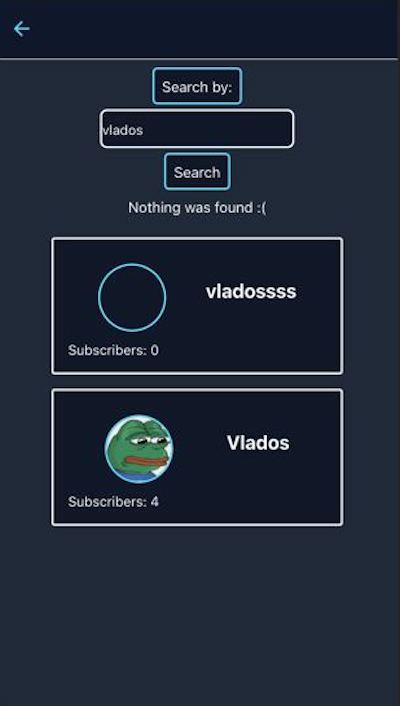 Search by:
vlados
Search
Nothing was found :(
vladossss
Subscribers: 0
Vlados
Subscribers: 4